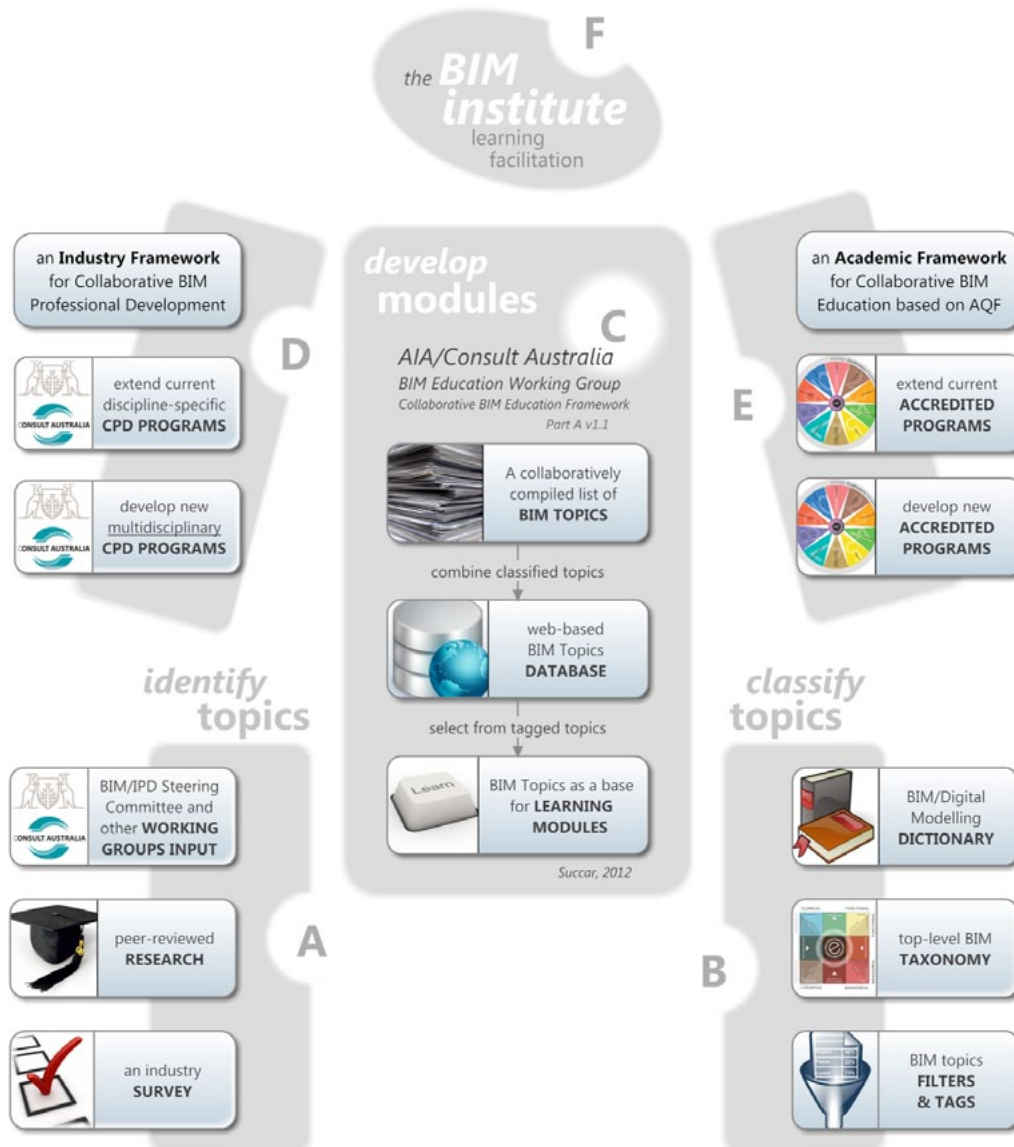 F
the BIM
institute
learning
facilitation
an Industry Framework
for Collaborative BIM
Professional Development
D
extend current
discipline-specific
CPD PROGRAMS
CONSULT AUSTRALIA
develop new
multidisciplinary
CPD PROGRAMS
CONSULT AUSTRALIA
develop
modules
C
AIA/Consult Australia
BIM Education Working Group
Collaborative BIM Education Framework
Part A v1.1
A collaboratively
compiled list of
BIM TOPICS
combine classified topics
web-based
BIM Topics
DATABASE
select from tagged topics
Learn
BIM Topics as a base
for LEARNING
MODULES
Succar, 2012
an Academic Framework
for Collaborative BIM
Education based on AQF
E
extend current
ACCREDITED
PROGRAMS
develop new
ACCREDITED
PROGRAMS
identify
topics
BIM/IPD Steering
Committee and
other WORKING
GROUPS INPUT
CONSULT AUSTRALIA
A
peer-reviewed
RESEARCH
an industry
SURVEY
classify
topics
BIM/Digital
Modelling
DICTIONARY
B
top-level BIM
TAXONOMY
BIM topics
FILTERS
& TAGS